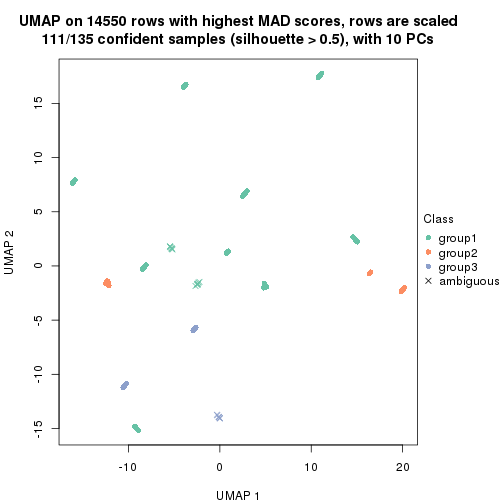 UMAP on 14550 rows with highest MAD scores, rows are scaled
111/135 confident samples (silhouette > 0.5), with 10 PCs
15
10
5
0
-5
-10
-15
UMAP 2
-10
0
10
20
UMAP 1
Class
group1
group2
group3
ambiguous